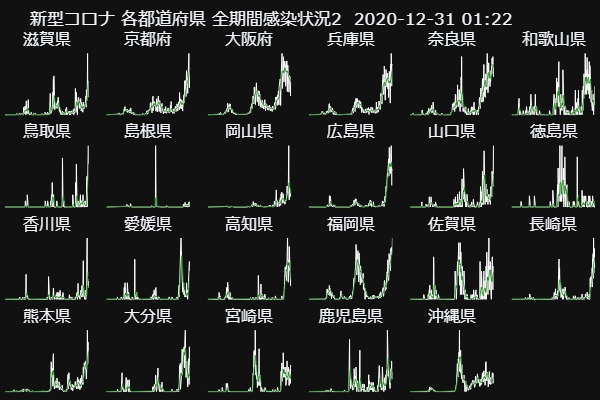 新型コロナ 各都道府県 全期間感染状況2 2020-12-31 01:22
滋賀県 京都府 大阪府 兵庫県 奈良県 和歌山県
鳥取県 島根県 岡山県 広島県 山口県 徳島県
香川県 愛媛県 高知県 福岡県 佐賀県 長崎県
熊本県 大分県 宮崎県 鹿児島県 沖縄県